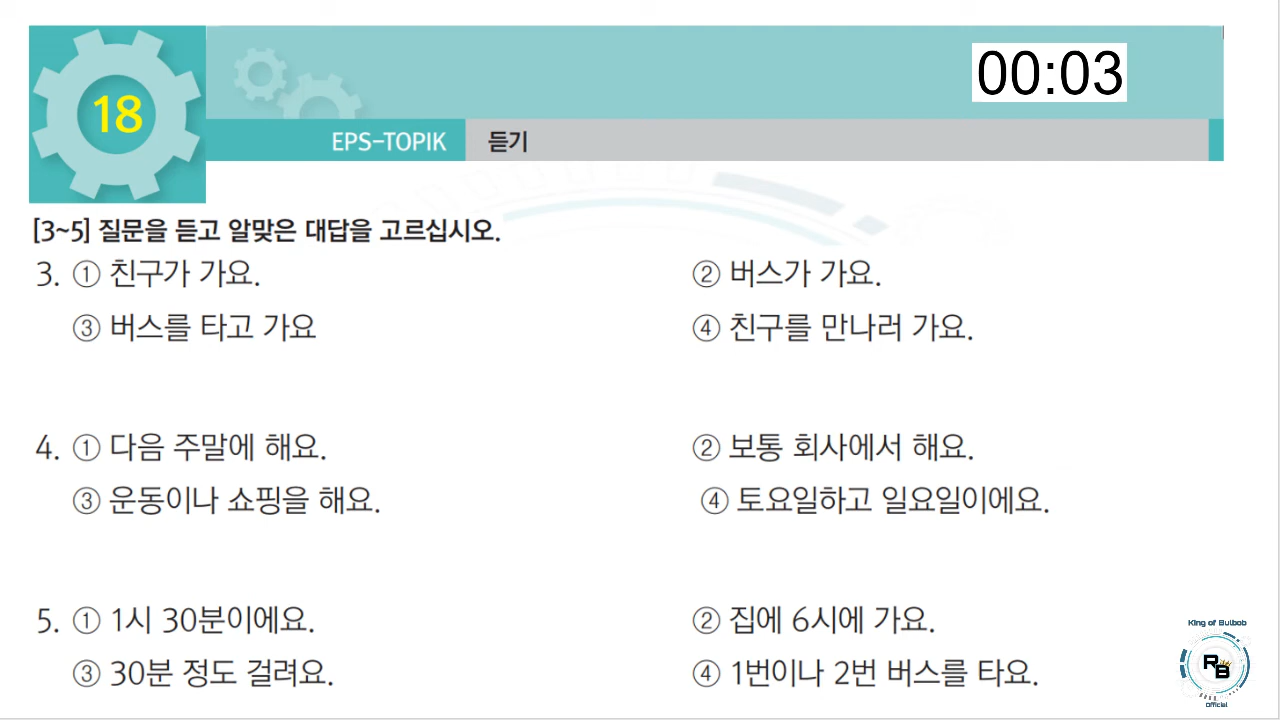 18
00:03
EPS-TOPIK 듣기
[3~5] 질문을 듣고 알맞은 대답을 고르십시오.
3. ① 친구가 가요. ② 버스가 가요.
③ 버스를 타고 가요 ④ 친구를 만나러 가요.
4. ① 다음 주말에 해요. ② 보통 회사에서 해요.
③ 운동이나 쇼핑을 해요. ④ 토요일하고 일요일이에요.
5. ① 1시 30분이에요. ② 집에 6시에 가요.
③ 30분 정도 걸려요. ④ 1번이나 2번 버스를 타요.
King of Bulbob
RB
Official